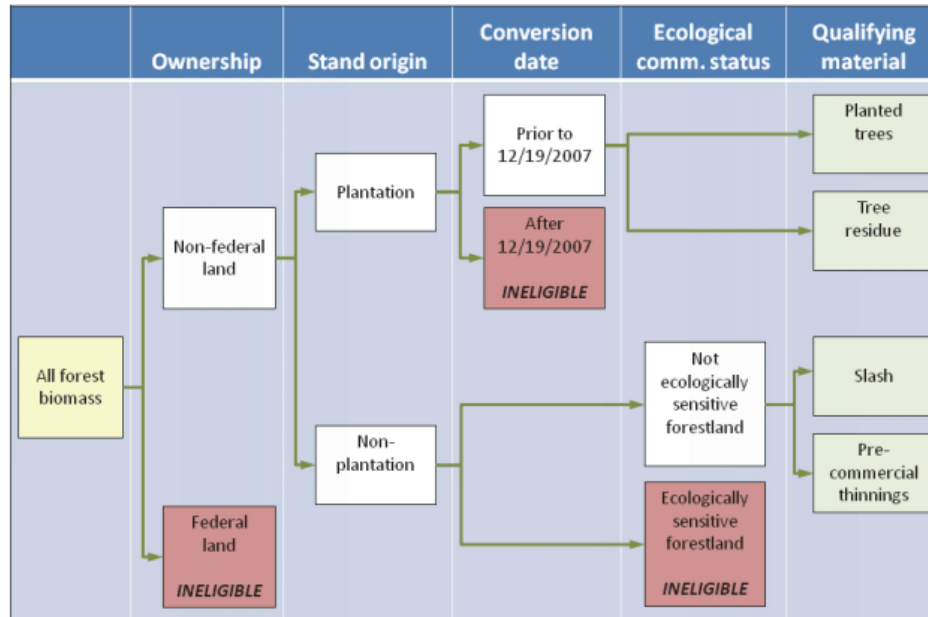 Ownership
Stand origin
Conversion
date
Ecological
comm. status
Qualifying
material
All forest
biomass
Non-federal
land
Federal
land
INELIGIBLE
Plantation
Non-
plantation
Prior to
12/19/2007
After
12/19/2007
INELIGIBLE
Not
ecologically
sensitive
forestland
Ecologically
sensitive
forestland
INELIGIBLE
Planted
trees
Tree
residue
Slash
Pre-
commercial
thinnings